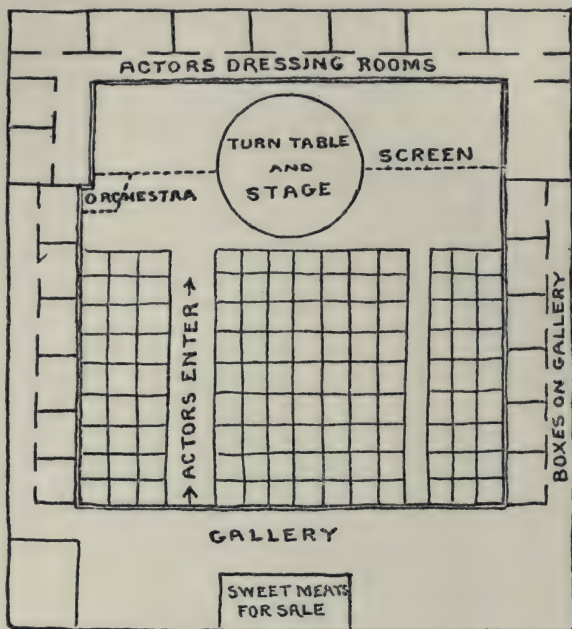 ACTORS DRESSING ROOMS
TURN TABLE
AND
STAGE
SCREEN
ORCHESTRA
→ ACTORS ENTER →
BOXES ON GALLERY
GALLERY
SWEET MEATS
FOR SALE